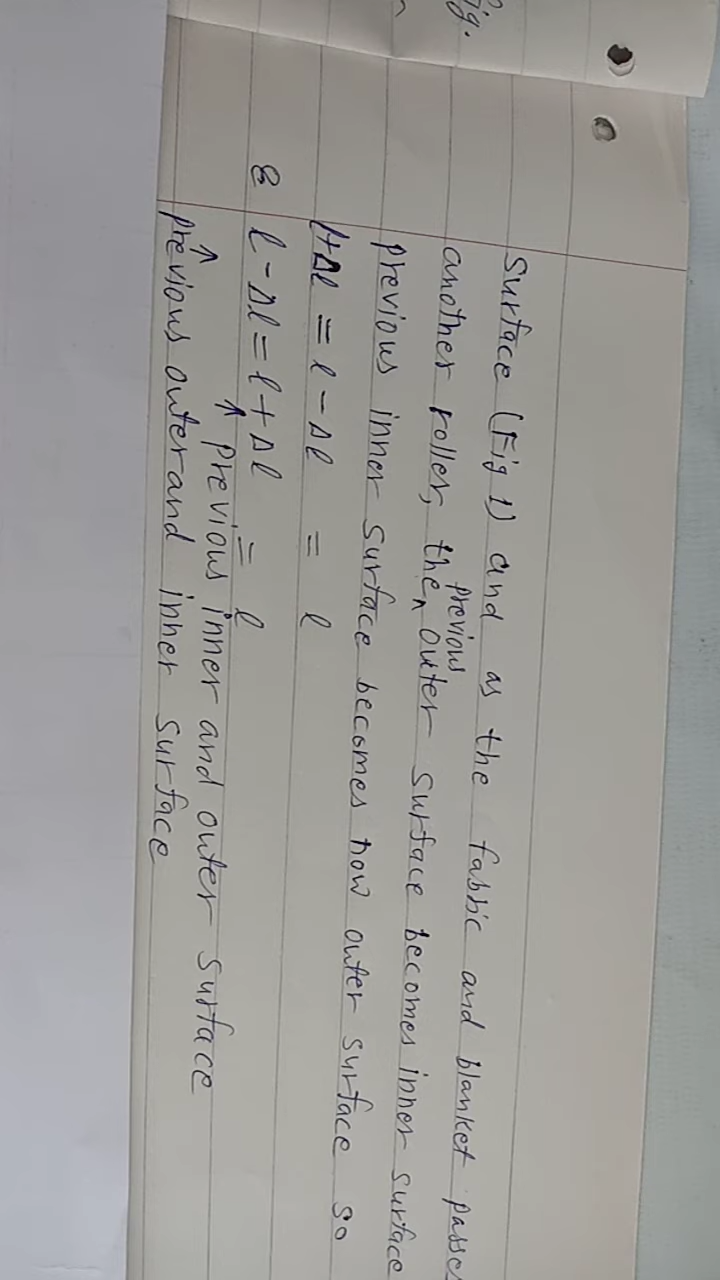 ig.
surface (Fig 1) and as the fabric and blanket passe
another roller, the ^ previous outer surface becomes inner surface
previous inner surface becomes now outer surface so
l+Δl = l-Δl = l
& l-Δl = l+Δl = l
↑ previous inner and outer surface
↑ previous outer and inner surface